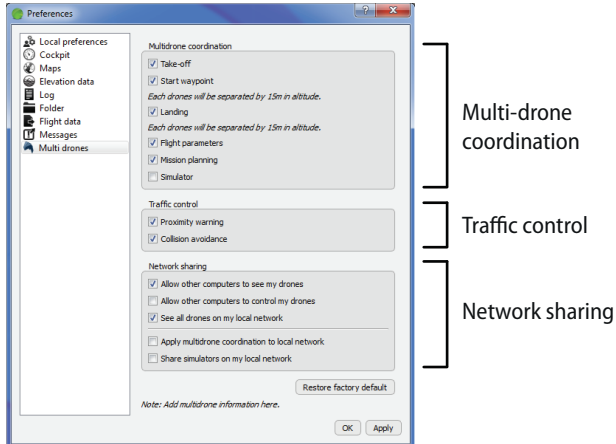 Preferences
Local preferences
Cockpit
Maps
Elevation data
Log
Folder
Flight data
Messages
Multi drones
Multidrone coordination
Take-off
Start waypoint
Each drones will be separated by 15m in altitude.
Landing
Each drones will be separated by 15m in altitude.
Flight parameters
Mission planning
Simulator
Traffic control
Proximity warning
Collision avoidance
Network sharing
Allow other computers to see my drones
Allow other computers to control my drones
See all drones on my local network
Apply multidrone coordination to local network
Share simulators on my local network
Restore factory default
Note: Add multidrone information here.
OK Apply
Multi-drone
coordination
Traffic control
Network sharing